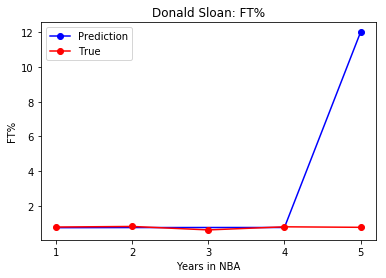 Donald Sloan: FT%
Prediction
True
12
10
8
6
4
2
FT%
1 2 3 4 5
Years in NBA